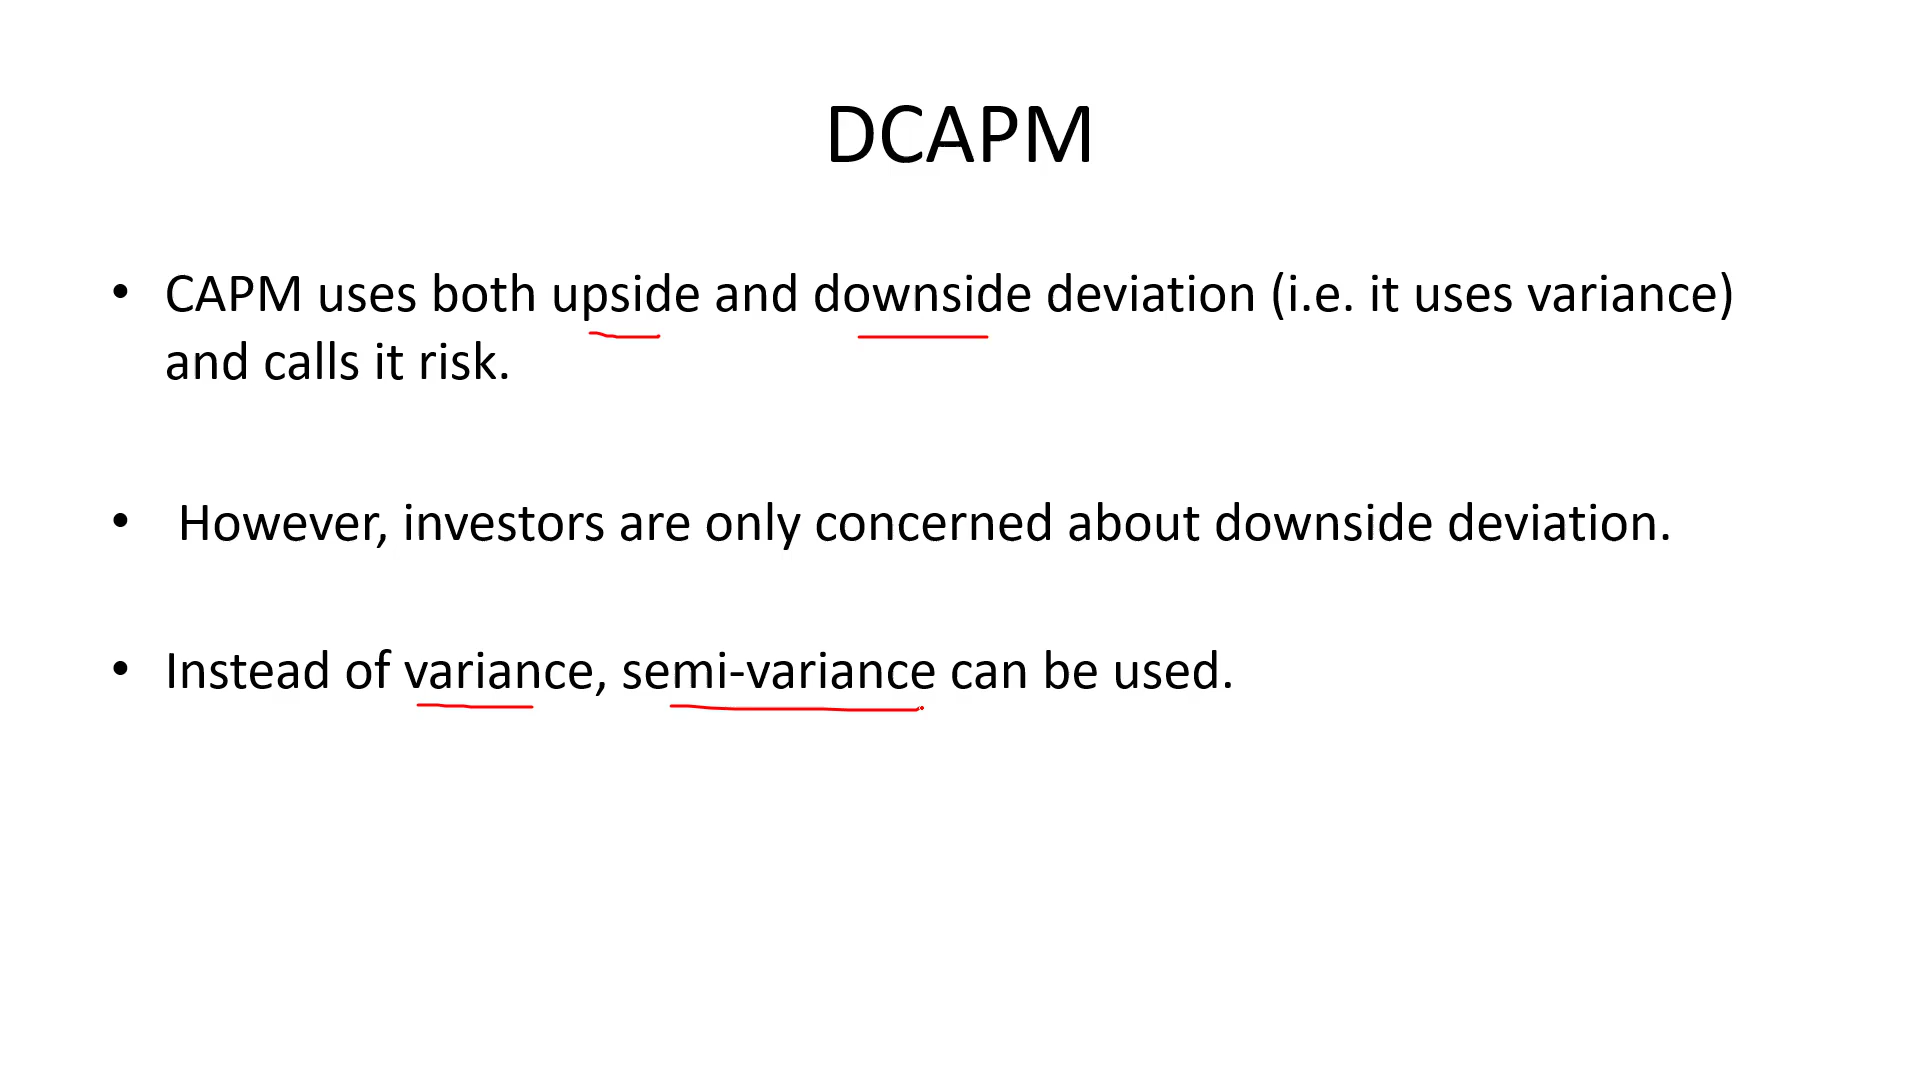 DCAPM
• CAPM uses both upside and downside deviation (i.e. it uses variance)
and calls it risk.
• However, investors are only concerned about downside deviation.
• Instead of variance, semi-variance can be used.